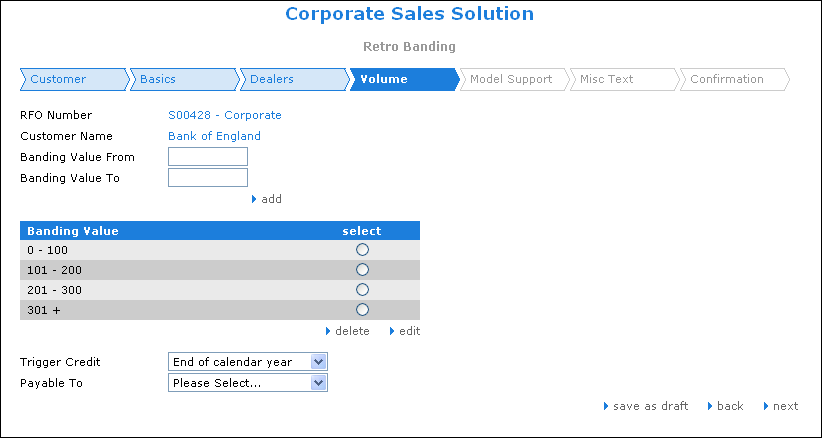 Corporate Sales Solution
Retro Banding
Customer Basics Dealers Volume Model Support Misc Text Confirmation
RFO Number S00428 - Corporate
Customer Name Bank of England
Banding Value From
Banding Value To
add
Banding Value select
0 - 100
101 - 200
201 - 300
301 +
delete edit
Trigger Credit End of calendar year
Payable To Please Select...
save as draft back next